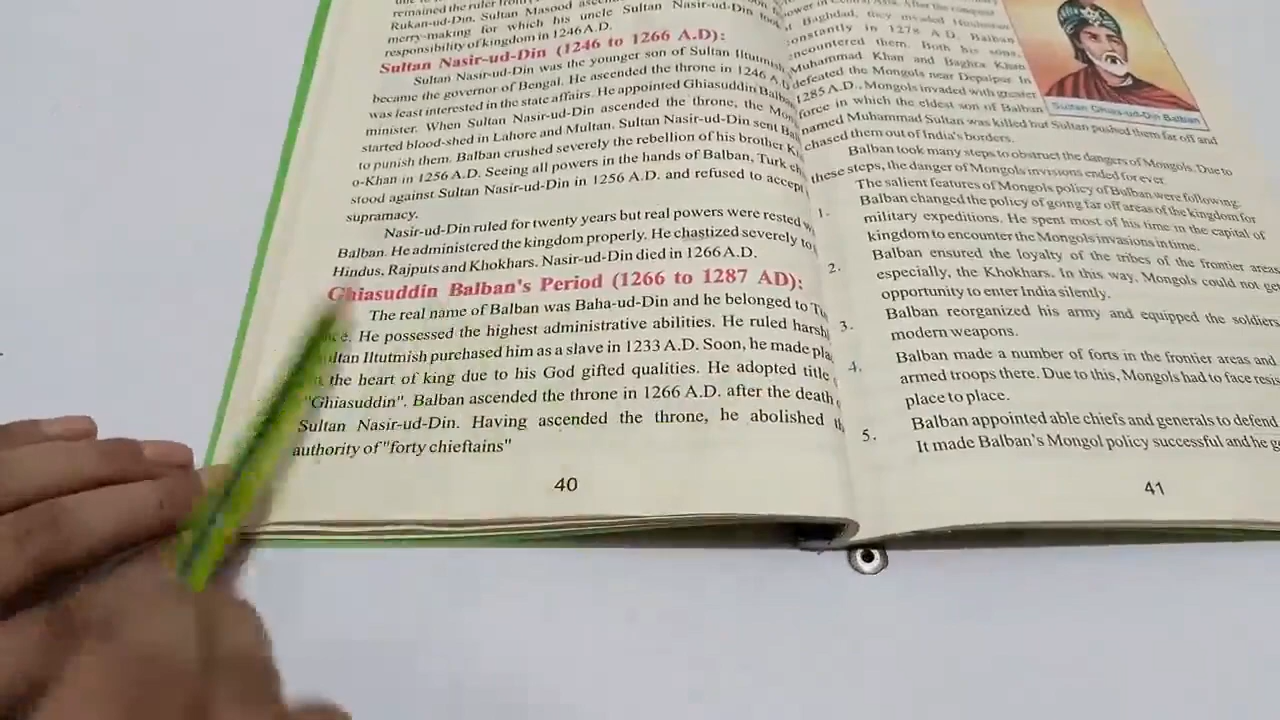 remained the ruler from
Rukan-ud-Din. Sultan Masood
merry-making for which his uncle Sultan Nasir-ud-Din
responsibility of kingdom in 1246 A.D.
Sultan Nasir-ud-Din (1246 to 1266 A.D):
Sultan Nasir-ud-Din was the younger son of Sultan Iltutmish
became the governor of Bengal. He ascended the throne in 1246 A.D
was least interested in the state affairs. He appointed Ghiasuddin
minister. When Sultan Nasir-ud-Din ascended the throne, the
started blood-shed in Lahore and Multan. Sultan Nasir-ud-Din sent
to punish them. Balban crushed severely the rebellion of his brother
o-Khan in 1256 A.D. Seeing all powers in the hands of Balban, Turk
stood against Sultan Nasir-ud-Din in 1256 A.D. and refused to accept
supramacy.
Nasir-ud-Din ruled for twenty years but real powers were rested
Balban. He administered the kingdom properly. He chastized severely to
Hindus, Rajputs and Khokhars. Nasir-ud-Din died in 1266 A.D.
Ghiasuddin Balban's Period (1266 to 1287 AD):
The real name of Balban was Baha-ud-Din and he belonged to
He possessed the highest administrative abilities. He ruled
Iltutmish purchased him as a slave in 1233 A.D. Soon, he made
the heart of king due to his God gifted qualities. He adopted title
"Ghiasuddin". Balban ascended the throne in 1266 A.D. after the death
Sultan Nasir-ud-Din. Having ascended the throne, he abolished
authority of "forty chieftains"
40
Baghdad, they invaded
constantly in 1278 A.D. Balban
encountered them. Both his sons,
Muhammad Khan and Baghra Khan
defeated the Mongols near Depalpur. In
1285 A.D., Mongols invaded with greater
force in which the eldest son of Balban
named Muhammad Sultan was killed but Sultan pushed them far off and
chased them out of India's borders.
Sultan Ghias-ud-Din Balban
Balban took many steps to obstruct the dangers of Mongols. Due to
these steps, the danger of Mongols invisions ended for ever.
The salient features of Mongols policy of Balban were following:
1. Balban changed the policy of going far off areas of the kingdom for
military expeditions. He spent most of his time in the capital of
kingdom to encounter the Mongols invasions in time.
2. Balban ensured the loyalty of the tribes of the frontier areas
especially, the Khokhars. In this way, Mongols could not get
opportunity to enter India silently.
3. Balban reorganized his army and equipped the soldiers
modern weapons.
4. Balban made a number of forts in the frontier areas and
armed troops there. Due to this, Mongols had to face
place to place.
5. Balban appointed able chiefs and generals to defend
It made Balban's Mongol policy successful and he
41